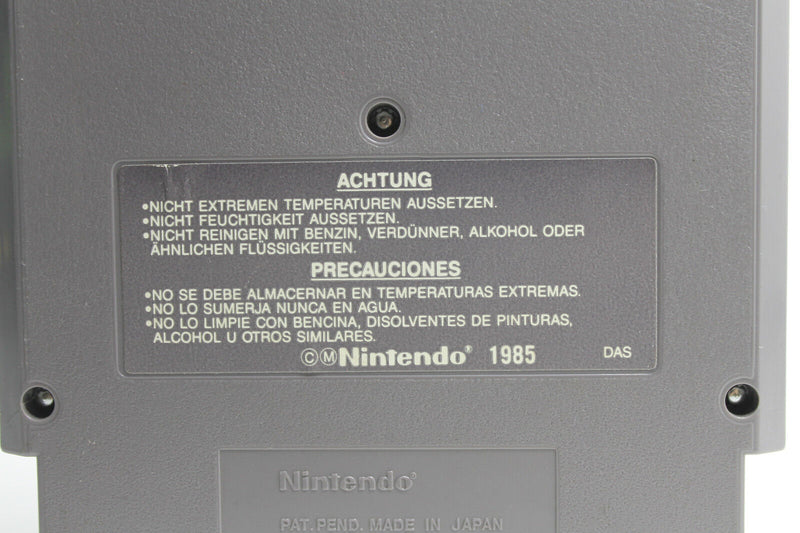 ACHTUNG
•NICHT EXTREMEN TEMPERATUREN AUSSETZEN.
•NICHT FEUCHTIGKEIT AUSSETZEN.
•NICHT REINIGEN MIT BENZIN, VERDÜNNER, ALKOHOL ODER
ÄHNLICHEN FLÜSSIGKEITEN.
PRECAUCIONES
•NO SE DEBE ALMACERNAR EN TEMPERATURAS EXTREMAS.
•NO LO SUMERJA NUNCA EN AGUA.
•NO LO LIMPIE CON BENCINA, DISOLVENTES DE PINTURAS,
ALCOHOL U OTROS SIMILARES.
©Ⓜ Nintendo® 1985 DAS
Nintendo®
PAT. PEND. MADE IN JAPAN